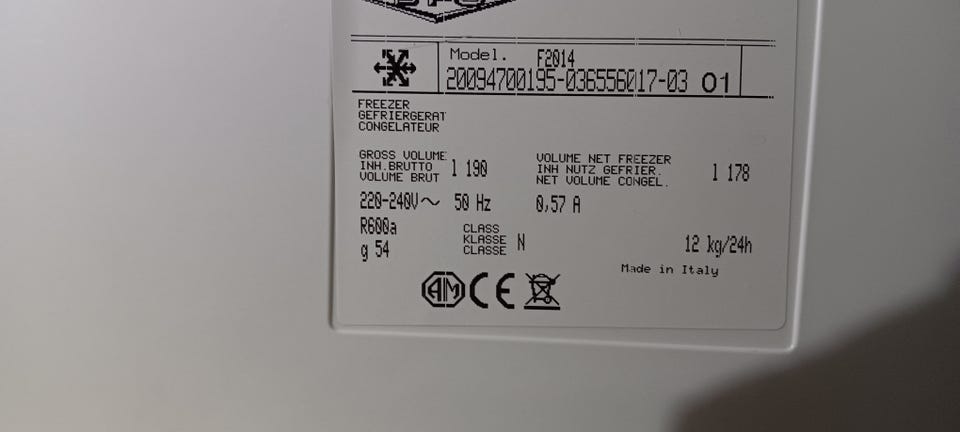 Model. F2014
20094700195-036556017-03 01
FREEZER
GEFRIERGERAT
CONGELATEUR
GROSS VOLUME
INH.BRUTTO
VOLUME BRUT
l 190
VOLUME NET FREEZER
INH NUTZ GEFRIER.
NET VOLUME CONGEL.
l 178
220-240V~ 50 Hz 0,57 A
R600a
g 54
CLASS
KLASSE
CLASSE
N
12 kg/24h
Made in Italy
AM CE